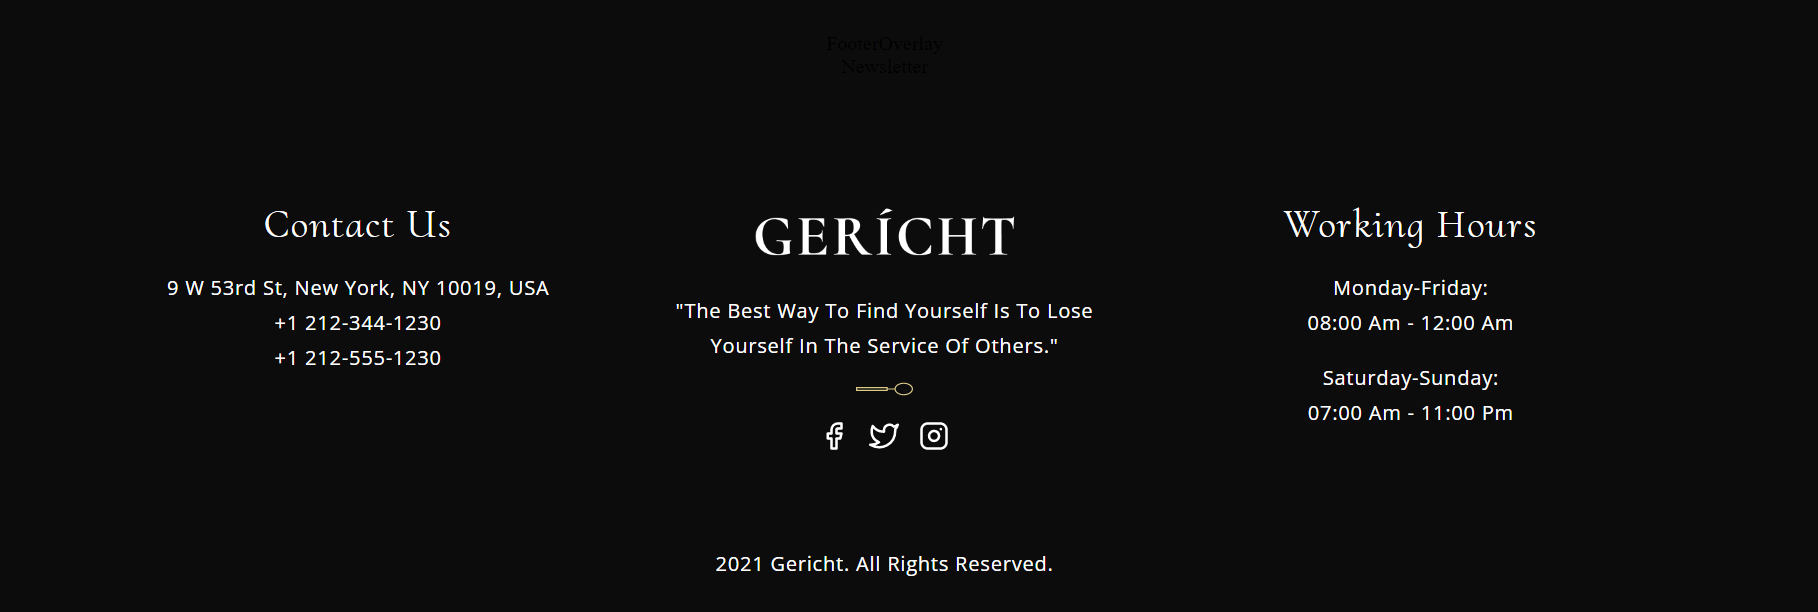 FooterOverlay
Newsletter
Contact Us
9 W 53rd St, New York, NY 10019, USA
+1 212-344-1230
+1 212-555-1230
GERÍCHT
"The Best Way To Find Yourself Is To Lose
Yourself In The Service Of Others."
Working Hours
Monday-Friday:
08:00 Am - 12:00 Am
Saturday-Sunday:
07:00 Am - 11:00 Pm
2021 Gericht. All Rights Reserved.